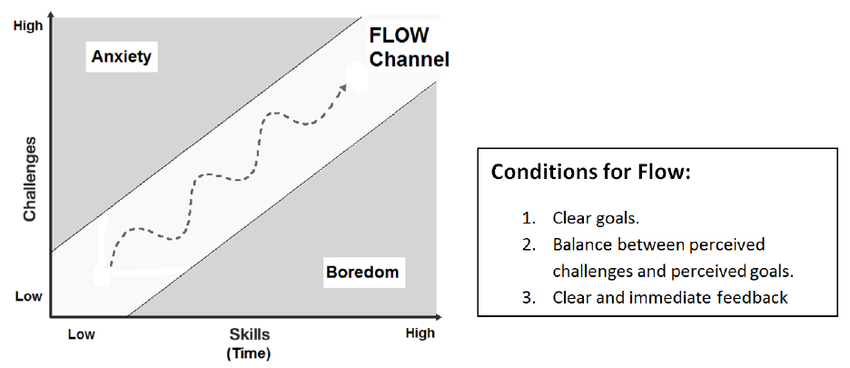 High
Anxiety
FLOW
Channel
Challenges
Boredom
Low
Low
Skills
High
(Time)
Conditions for Flow:
1. Clear goals.
2. Balance between perceived
challenges and perceived goals.
3. Clear and immediate feedback